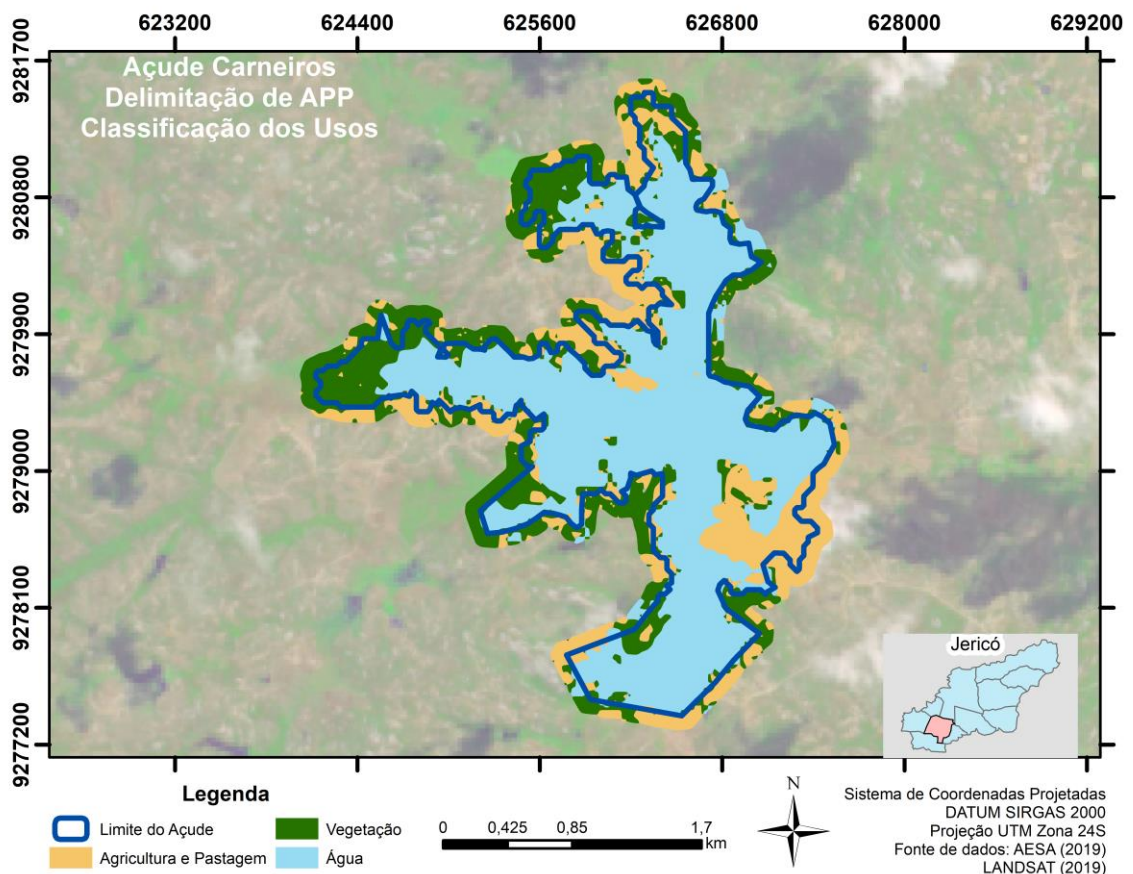 623200 624400 625600 626800 628000 629200
9281700
9280800
9279900
9279000
9278100
9277200
Açude Carneiros
Delimitação de APP
Classificação dos Usos
Jericó
Legenda
Limite do Açude
Vegetação
Agricultura e Pastagem
Água
0 0,425 0,85 1,7
km
N
Sistema de Coordenadas Projetadas
DATUM SIRGAS 2000
Projeção UTM Zona 24S
Fonte de dados: AESA (2019)
LANDSAT (2019)